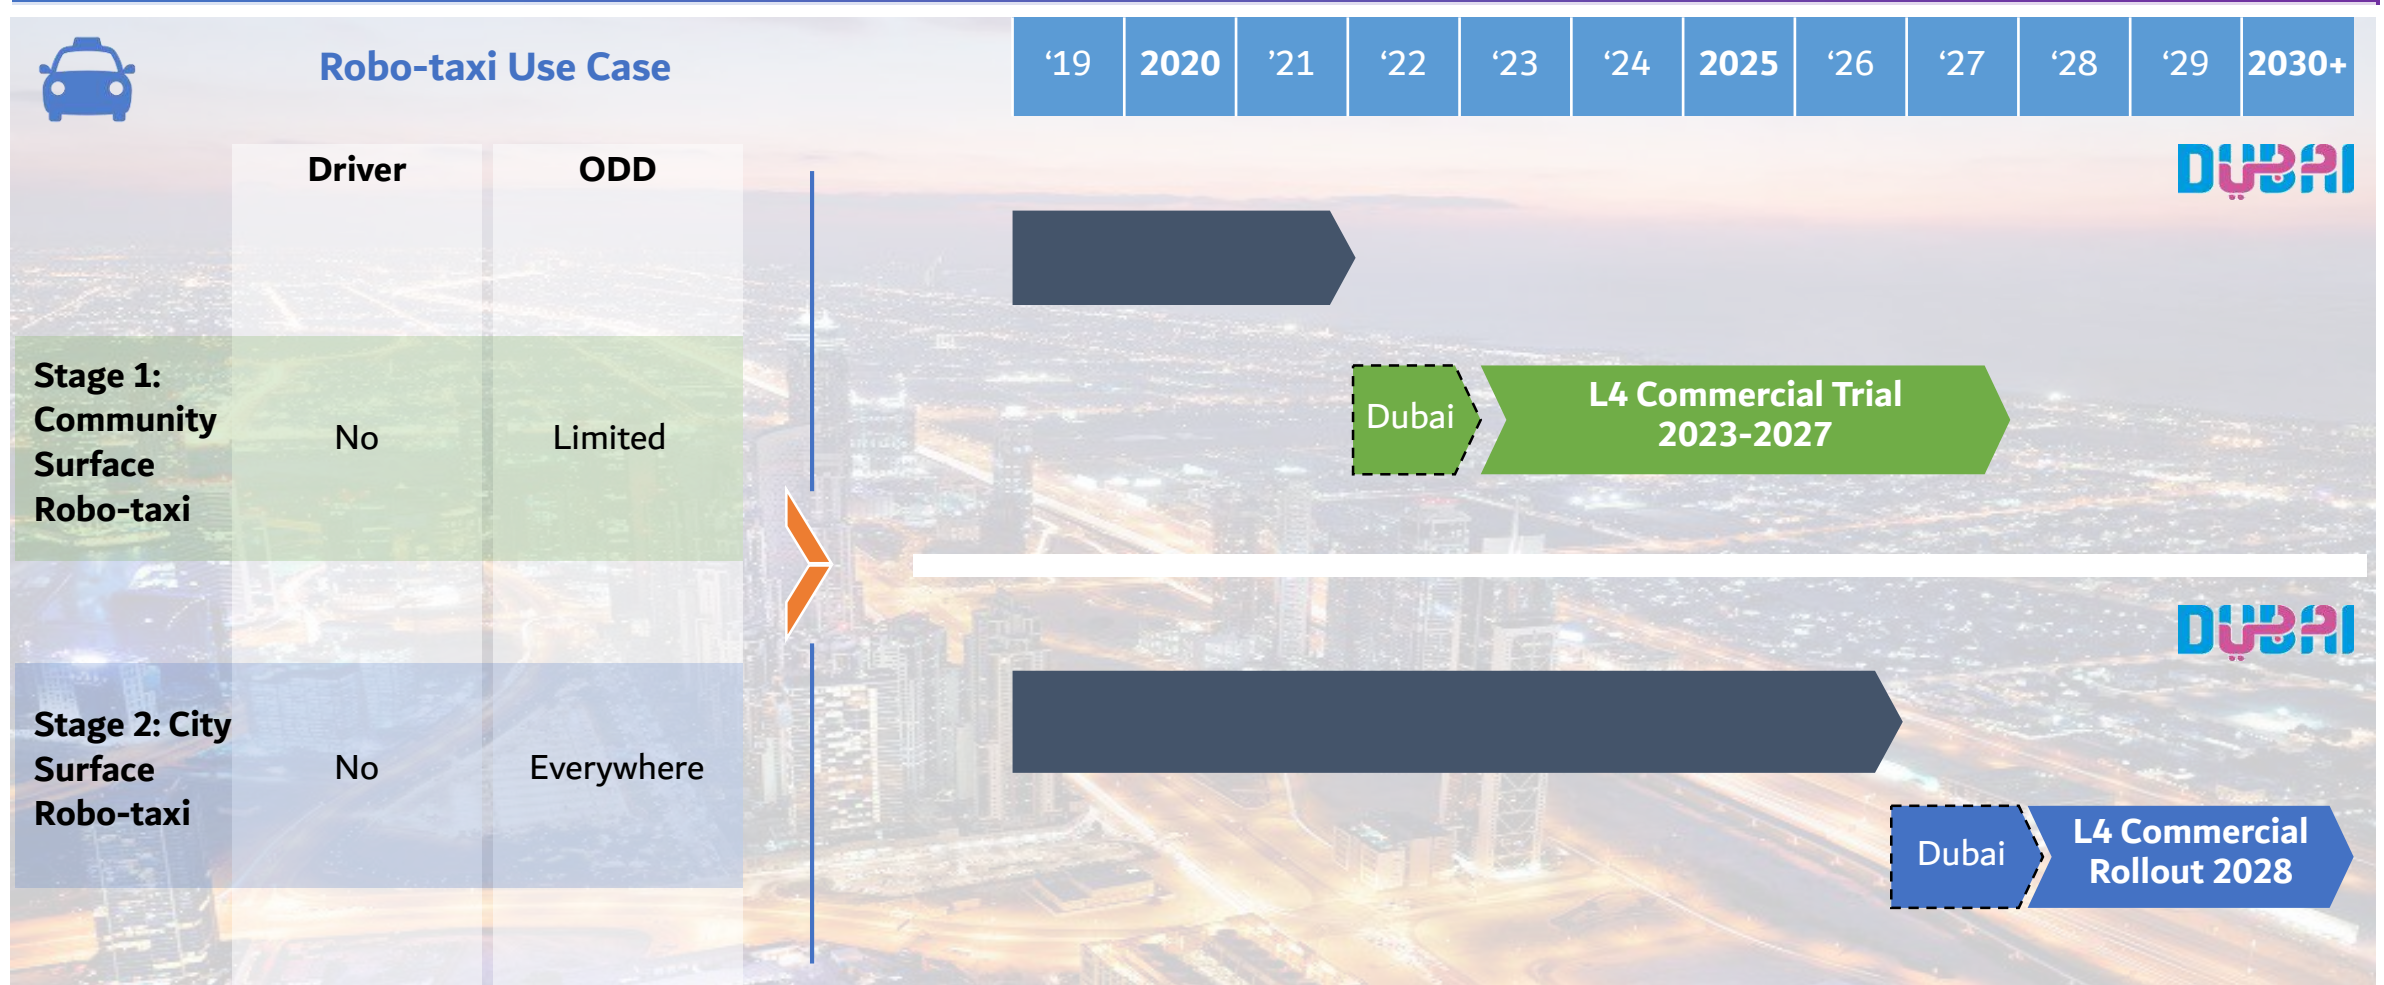 Robo-taxi Use Case
‘19
2020
’21
‘22
‘23
‘24
2025
‘26
‘27
‘28
‘29
2030+
Driver
ODD
DUBAI
Stage 1:
Community
Surface
Robo-taxi
No
Limited
Dubai
L4 Commercial Trial
2023-2027
DUBAI
Stage 2: City
Surface
Robo-taxi
No
Everywhere
Dubai
L4 Commercial
Rollout 2028